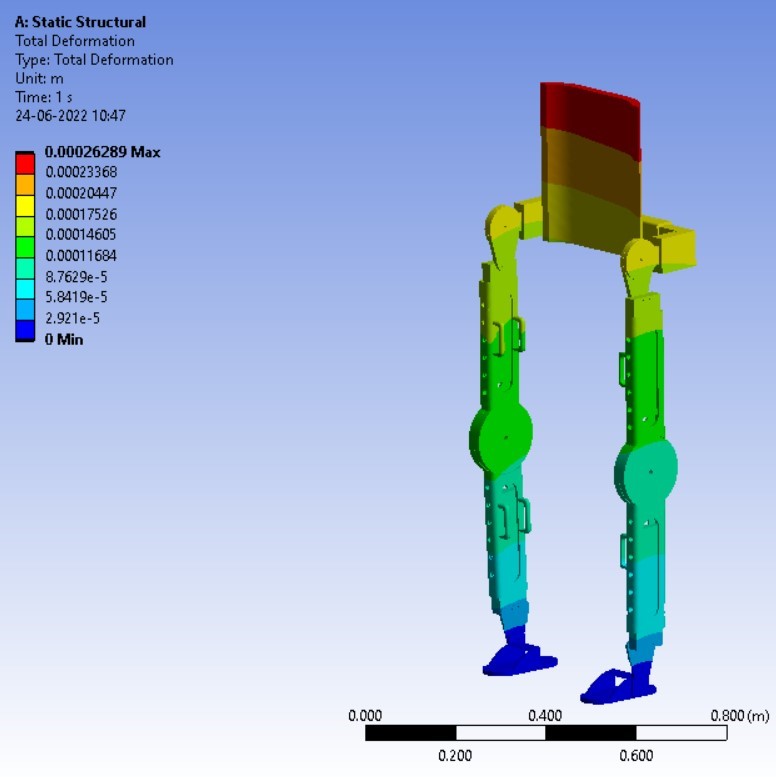 A: Static Structural
Total Deformation
Type: Total Deformation
Unit: m
Time: 1 s
24-06-2022 10:47
0.00026289 Max
0.00023368
0.00020447
0.00017526
0.00014605
0.00011684
8.7629e-5
5.8419e-5
2.921e-5
0 Min
0.000 0.400 0.800 (m)
0.200 0.600